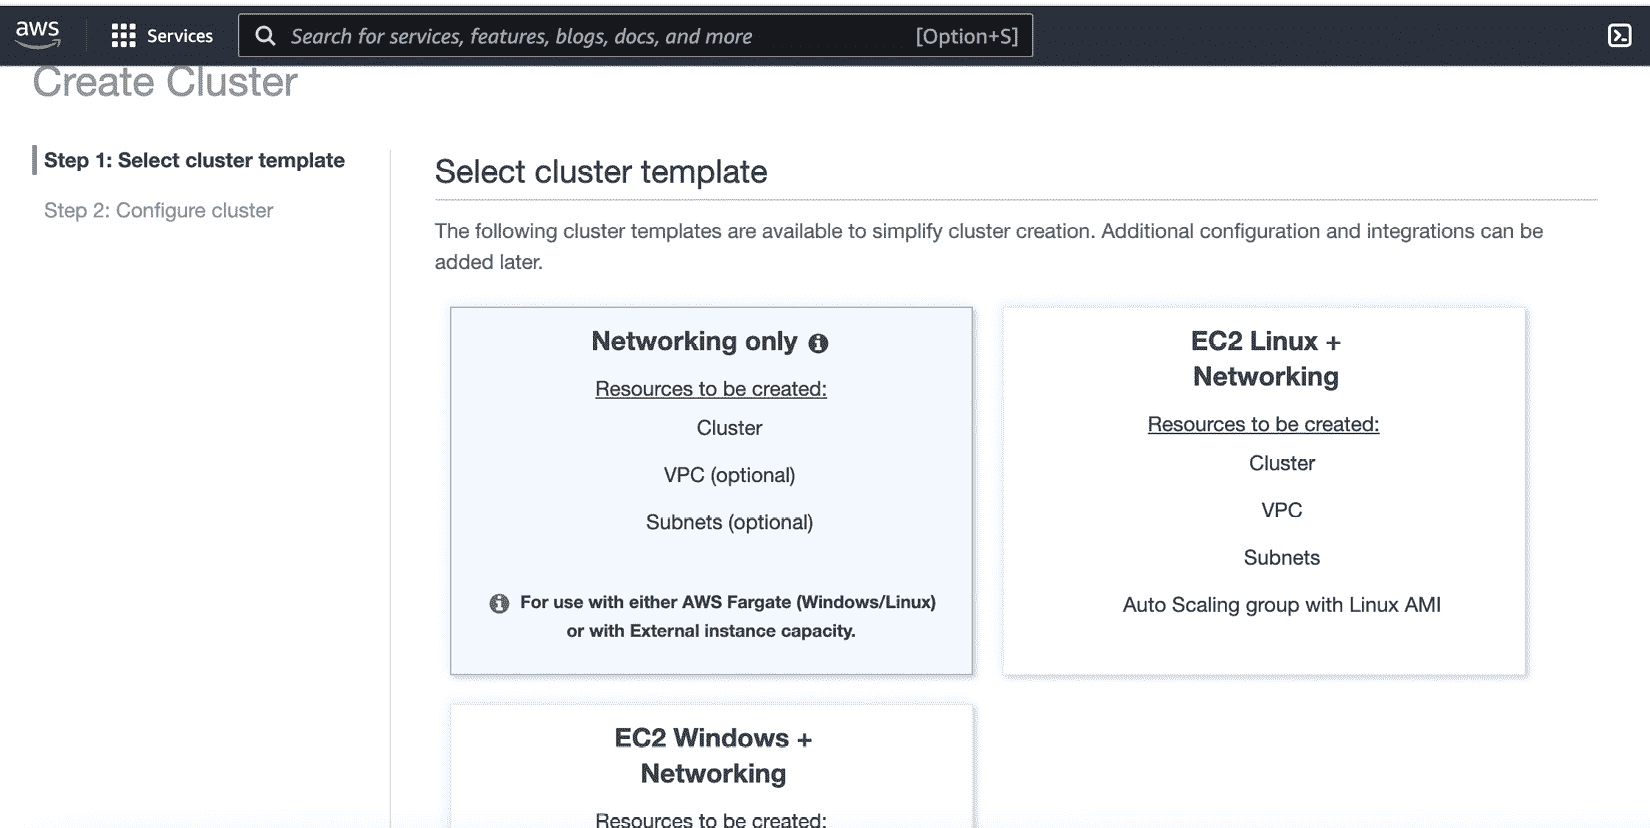 aws
Services
Search for services, features, blogs, docs, and more
[Option+S]
Create Cluster
Step 1: Select cluster template
Step 2: Configure cluster
Select cluster template
The following cluster templates are available to simplify cluster creation. Additional configuration and integrations can be
added later.
Networking only
Resources to be created:
Cluster
VPC (optional)
Subnets (optional)
For use with either AWS Fargate (Windows/Linux)
or with External instance capacity.
EC2 Linux +
Networking
Resources to be created:
Cluster
VPC
Subnets
Auto Scaling group with Linux AMI
EC2 Windows +
Networking
Resources to be created: